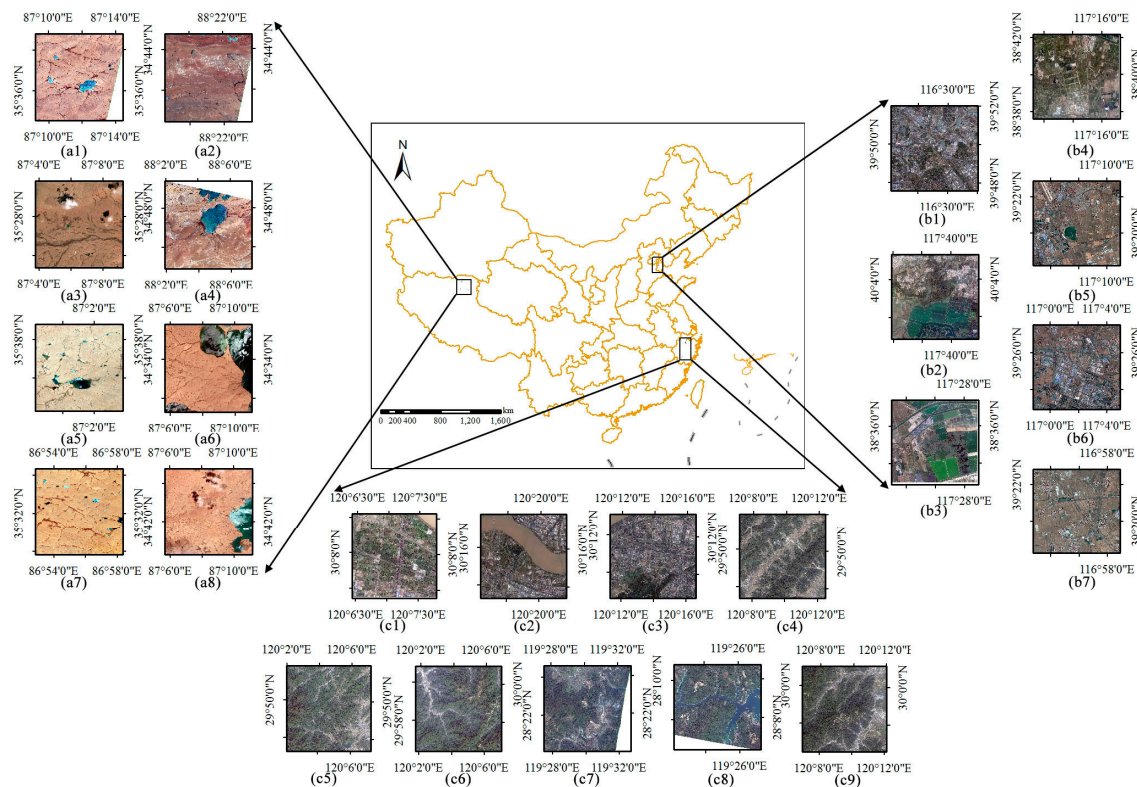 87°10'0"E 87°14'0"E
35°36'0"N
87°10'0"E 87°14'0"E
(a1)
88°22'0"E
34°44'0"N
34°44'0"N
88°22'0"E
(a2)
87°4'0"E 87°8'0"E
35°28'0"N
87°4'0"E 87°8'0"E
(a3)
88°2'0"E 88°6'0"E
34°48'0"N
34°48'0"N
88°2'0"E 88°6'0"E
(a4)
87°2'0"E
35°38'0"N
87°2'0"E
(a5)
87°6'0"E 87°10'0"E
34°34'0"N
34°34'0"N
87°6'0"E 87°10'0"E
(a6)
86°54'0"E 86°58'0"E
35°32'0"N
35°32'0"N
86°54'0"E 86°58'0"E
(a7)
87°6'0"E 87°10'0"E
34°42'0"N
34°42'0"N
87°6'0"E 87°10'0"E
(a8)
N
km
0 200 400 800 1,200 1,600
116°30'0"E
39°50'0"N
39°52'0"N
39°48'0"N
116°30'0"E
(b1)
117°40'0"E
40°4'0"N
40°4'0"N
117°40'0"E
(b2)
117°28'0"E
38°36'0"N
38°36'0"N
117°28'0"E
(b3)
117°16'0"E
38°42'0"N
38°38'0"N
38°40'0"N
117°16'0"E
(b4)
117°10'0"E
39°22'0"N
117°10'0"E
(b5)
117°0'0"E 117°4'0"E
39°26'0"N
39°26'0"N
117°0'0"E 117°4'0"E
(b6)
116°58'0"E
39°22'0"N
116°58'0"E
(b7)
120°6'30"E 120°7'30"E
30°8'0"N
30°8'0"N
120°6'30"E 120°7'30"E
(c1)
120°20'0"E
30°16'0"N
30°16'0"N
120°20'0"E
(c2)
120°12'0"E 120°16'0"E
30°12'0"N
30°12'0"N
120°12'0"E 120°16'0"E
(c3)
120°8'0"E 120°12'0"E
29°50'0"N
29°50'0"N
120°8'0"E 120°12'0"E
(c4)
120°2'0"E 120°6'0"E
29°50'0"N
29°50'0"N
120°6'0"E
(c5)
120°2'0"E 120°6'0"E
29°58'0"N
30°0'0"N
120°2'0"E 120°6'0"E
(c6)
119°28'0"E 119°32'0"E
28°22'0"N
28°22'0"N
119°28'0"E 119°32'0"E
(c7)
119°26'0"E
28°10'0"N
28°8'0"N
119°26'0"E
(c8)
120°8'0"E 120°12'0"E
30°0'0"N
30°0'0"N
120°8'0"E 120°12'0"E
(c9)